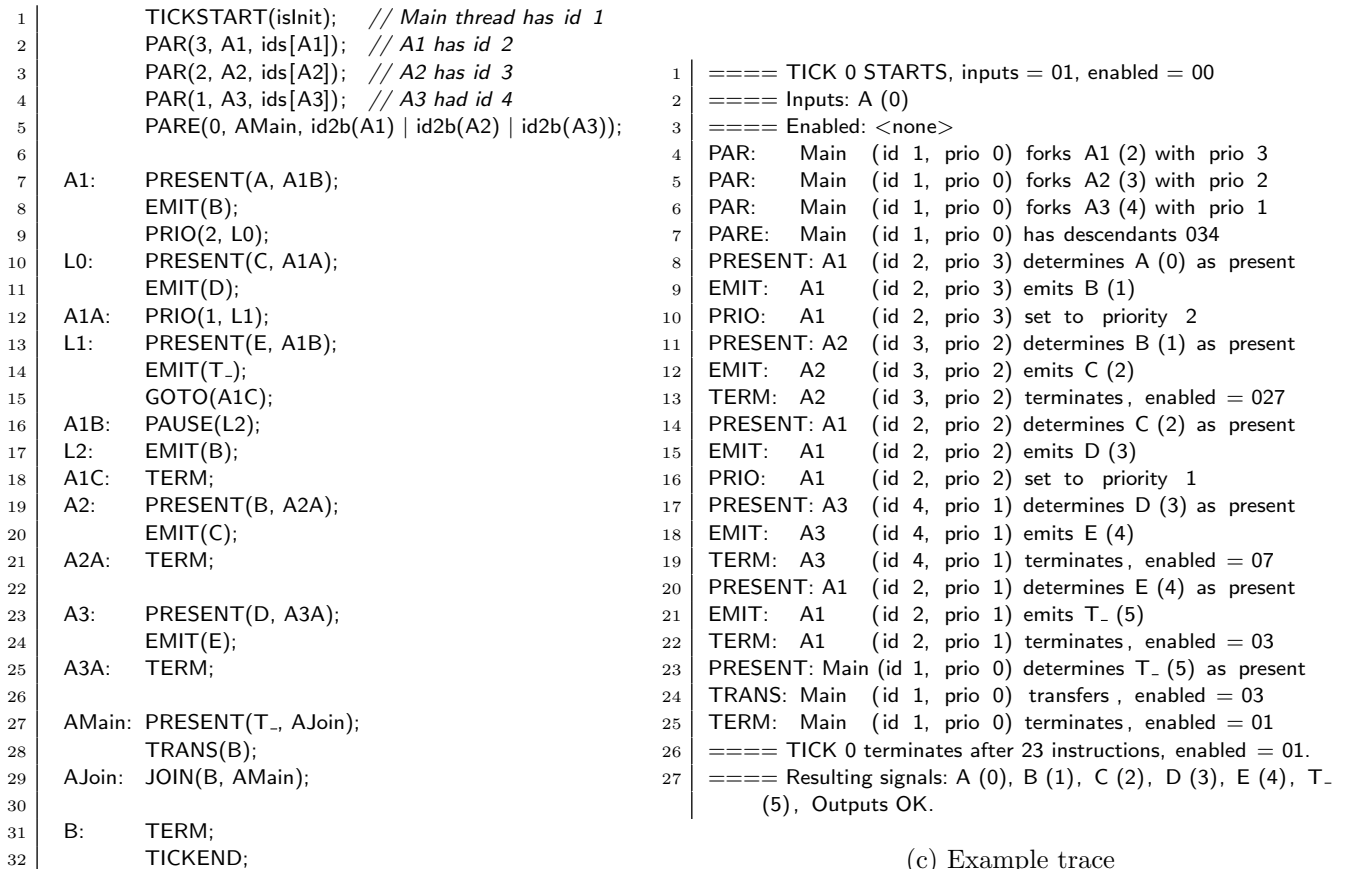 1 TICKSTART(isInit); // Main thread has id 1
2 PAR(3, A1, ids[A1]); // A1 has id 2
3 PAR(2, A2, ids[A2]); // A2 has id 3
4 PAR(1, A3, ids[A3]); // A3 had id 4
5 PARE(0, AMain, id2b(A1) | id2b(A2) | id2b(A3));
6
7 A1: PRESENT(A, A1B);
8 EMIT(B);
9 PRIO(2, L0);
10 L0: PRESENT(C, A1A);
11 EMIT(D);
12 A1A: PRIO(1, L1);
13 L1: PRESENT(E, A1B);
14 EMIT(T_);
15 GOTO(A1C);
16 A1B: PAUSE(L2);
17 L2: EMIT(B);
18 A1C: TERM;
19 A2: PRESENT(B, A2A);
20 EMIT(C);
21 A2A: TERM;
22
23 A3: PRESENT(D, A3A);
24 EMIT(E);
25 A3A: TERM;
26
27 AMain: PRESENT(T_, AJoin);
28 TRANS(B);
29 AJoin: JOIN(B, AMain);
30
31 B: TERM;
32 TICKEND;
1 ==== TICK 0 STARTS, inputs = 01, enabled = 00
2 ==== Inputs: A (0)
3 ==== Enabled: <none>
4 PAR: Main (id 1, prio 0) forks A1 (2) with prio 3
5 PAR: Main (id 1, prio 0) forks A2 (3) with prio 2
6 PAR: Main (id 1, prio 0) forks A3 (4) with prio 1
7 PARE: Main (id 1, prio 0) has descendants 034
8 PRESENT: A1 (id 2, prio 3) determines A (0) as present
9 EMIT: A1 (id 2, prio 3) emits B (1)
10 PRIO: A1 (id 2, prio 3) set to priority 2
11 PRESENT: A2 (id 3, prio 2) determines B (1) as present
12 EMIT: A2 (id 3, prio 2) emits C (2)
13 TERM: A2 (id 3, prio 2) terminates, enabled = 027
14 PRESENT: A1 (id 2, prio 2) determines C (2) as present
15 EMIT: A1 (id 2, prio 2) emits D (3)
16 PRIO: A1 (id 2, prio 2) set to priority 1
17 PRESENT: A3 (id 4, prio 1) determines D (3) as present
18 EMIT: A3 (id 4, prio 1) emits E (4)
19 TERM: A3 (id 4, prio 1) terminates, enabled = 07
20 PRESENT: A1 (id 2, prio 1) determines E (4) as present
21 EMIT: A1 (id 2, prio 1) emits T_ (5)
22 TERM: A1 (id 2, prio 1) terminates, enabled = 03
23 PRESENT: Main (id 1, prio 0) determines T_ (5) as present
24 TRANS: Main (id 1, prio 0) transfers, enabled = 03
25 TERM: Main (id 1, prio 0) terminates, enabled = 01
26 ==== TICK 0 terminates after 23 instructions, enabled = 01.
27 ==== Resulting signals: A (0), B (1), C (2), D (3), E (4), T_
(5), Outputs OK.
(c) Example trace